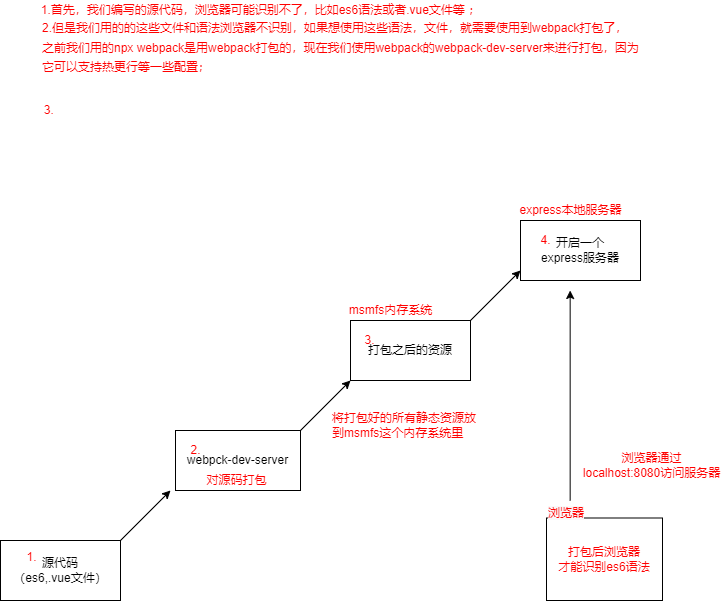 1.首先，我们编写的源代码，浏览器可能识别不了，比如es6语法或者.vue文件等；
2.但是我们用的的这些文件和语法浏览器不识别，如果想使用这些语法，文件，就需要使用到webpack打包了，
之前我们用的npx webpack是用webpack打包的，现在我们使用webpack的webpack-dev-server来进行打包，因为
它可以支持热更行等一些配置；
3.
express本地服务器
4. 开启一个
express服务器
msmfs内存系统
3.
打包之后的资源
将打包好的所有静态资源放
到msmfs这个内存系统里
2.
webpck-dev-server
对源码打包
浏览器通过
localhost:8080访问服务器
浏览器
打包后浏览器
才能识别es6语法
1. 源代码
（es6,.vue文件）